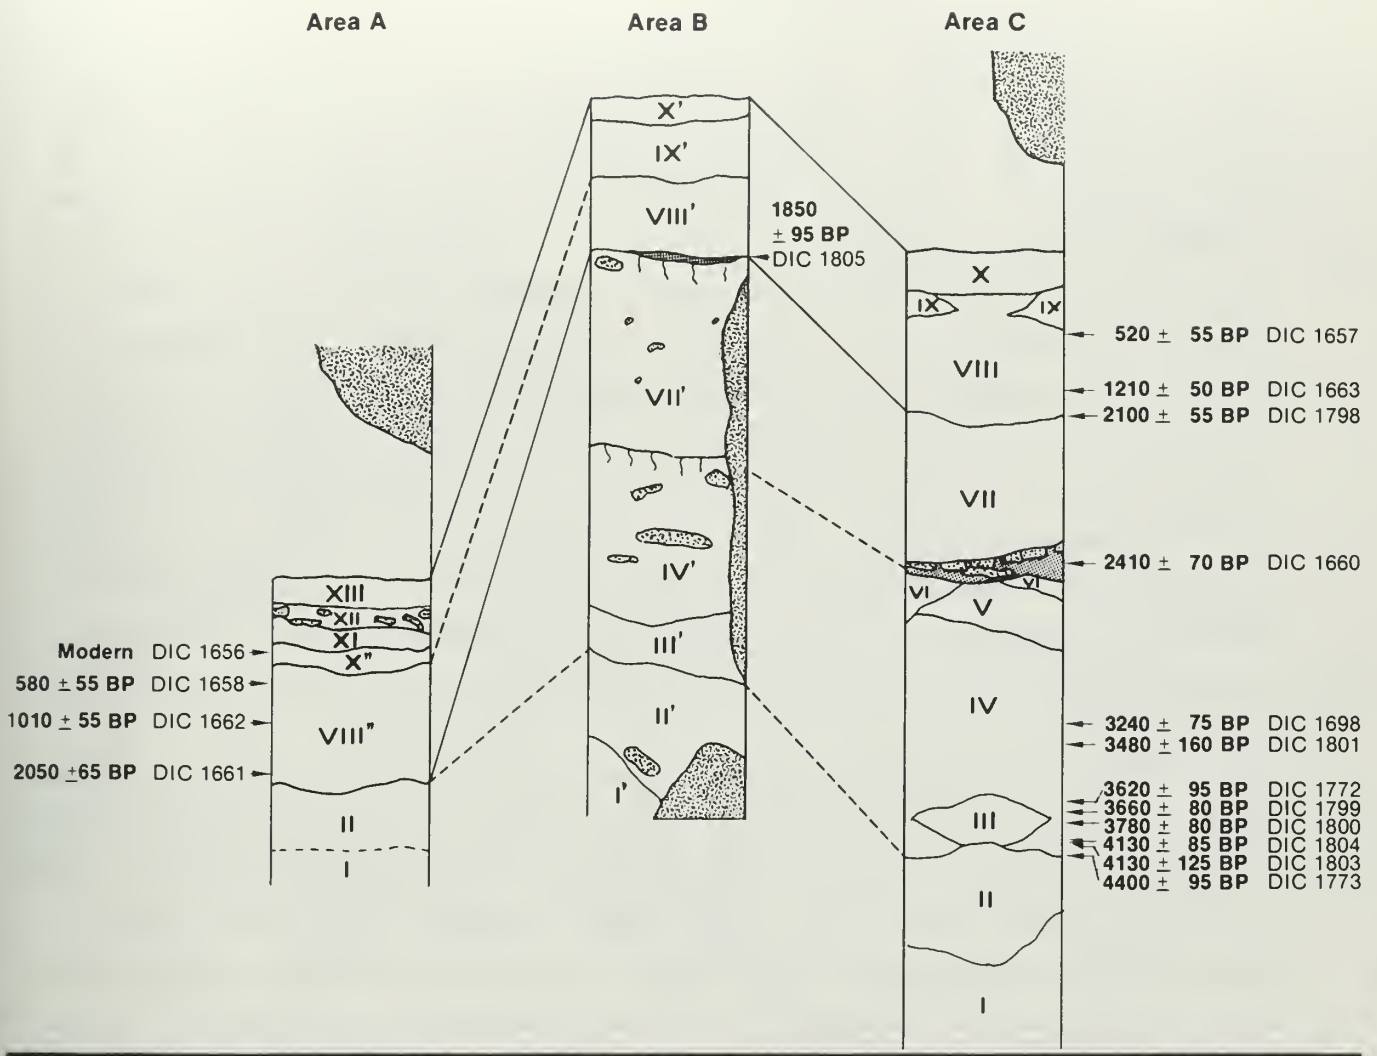 Area A
Area B
Area C
X'
IX'
VIII'
VII'
IV'
III'
II'
I'
1850
± 95 BP
DIC 1805
XIII
XII
XI
X"
VIII"
II
I
Modern DIC 1656
580 ± 55 BP DIC 1658
1010 ± 55 BP DIC 1662
2050 ±65 BP DIC 1661
X
IX IX
VIII
VII
VI VI
V
IV
III
II
I
520 ± 55 BP DIC 1657
1210 ± 50 BP DIC 1663
2100 ± 55 BP DIC 1798
2410 ± 70 BP DIC 1660
3240 ± 75 BP DIC 1698
3480 ± 160 BP DIC 1801
3620 ± 95 BP DIC 1772
3660 ± 80 BP DIC 1799
3780 ± 80 BP DIC 1800
4130 ± 85 BP DIC 1804
4130 ± 125 BP DIC 1803
4400 ± 95 BP DIC 1773